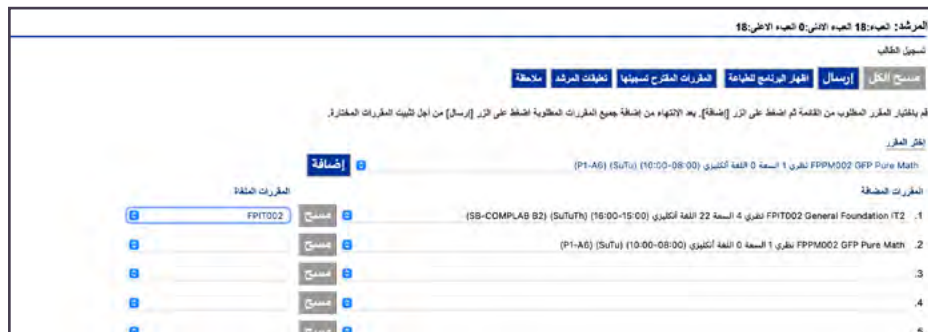 المرشد: العبء:18 العبء الادنى:0 العبء الاعلى:18
تسجيل الطالب
مسح الكل إرسال اظهار البرنامج للطباعة المقررات المقترح تسجيلها تعليقات المرشد ملاحظة
قم باختيار المقرر المطلوب من القائمة ثم اضغط على الزر [إضافة]. بعد الانتهاء من إضافة جميع المقررات المطلوبة اضغط على الزر [إرسال] من اجل تثبيت المقررات المختارة.
إختر المقرر
FPPM002 GFP Pure Math نظري 1 السعة 0 اللغة أنكليزي (08:00-10:00) (SuTu) (P1-A6) إضافة
المقررات المضافة المقررات الملغاة
1. FPIT002 General Foundation IT2 نظري 4 السعة 22 اللغة أنكليزي (15:00-16:00) (SuTuTh) (SB-COMPLAB B2) مسح FPIT002
2. FPPM002 GFP Pure Math نظري 1 السعة 0 اللغة أنكليزي (08:00-10:00) (SuTu) (P1-A6) مسح
3. مسح
4. مسح
5. مسح